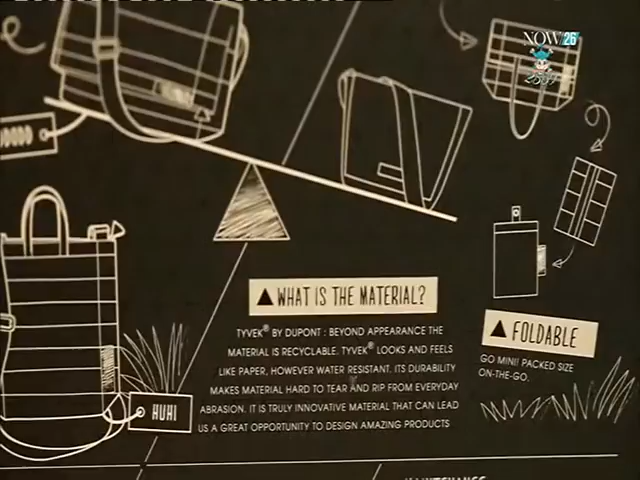 NOW 26
WHAT IS THE MATERIAL?
TYVEK® BY DUPONT : BEYOND APPEARANCE THE
MATERIAL IS RECYCLABLE. TYVEK® LOOKS AND FEELS
LIKE PAPER, HOWEVER WATER RESISTANT. ITS DURABILITY
MAKES MATERIAL HARD TO TEAR AND RIP FROM EVERYDAY
ABRASION. IT IS TRULY INNOVATIVE MATERIAL THAT CAN LEAD
US A GREAT OPPORTUNITY TO DESIGN AMAZING PRODUCTS
FOLDABLE
GO MINI! PACKED SIZE
ON-THE-GO.
HUHI